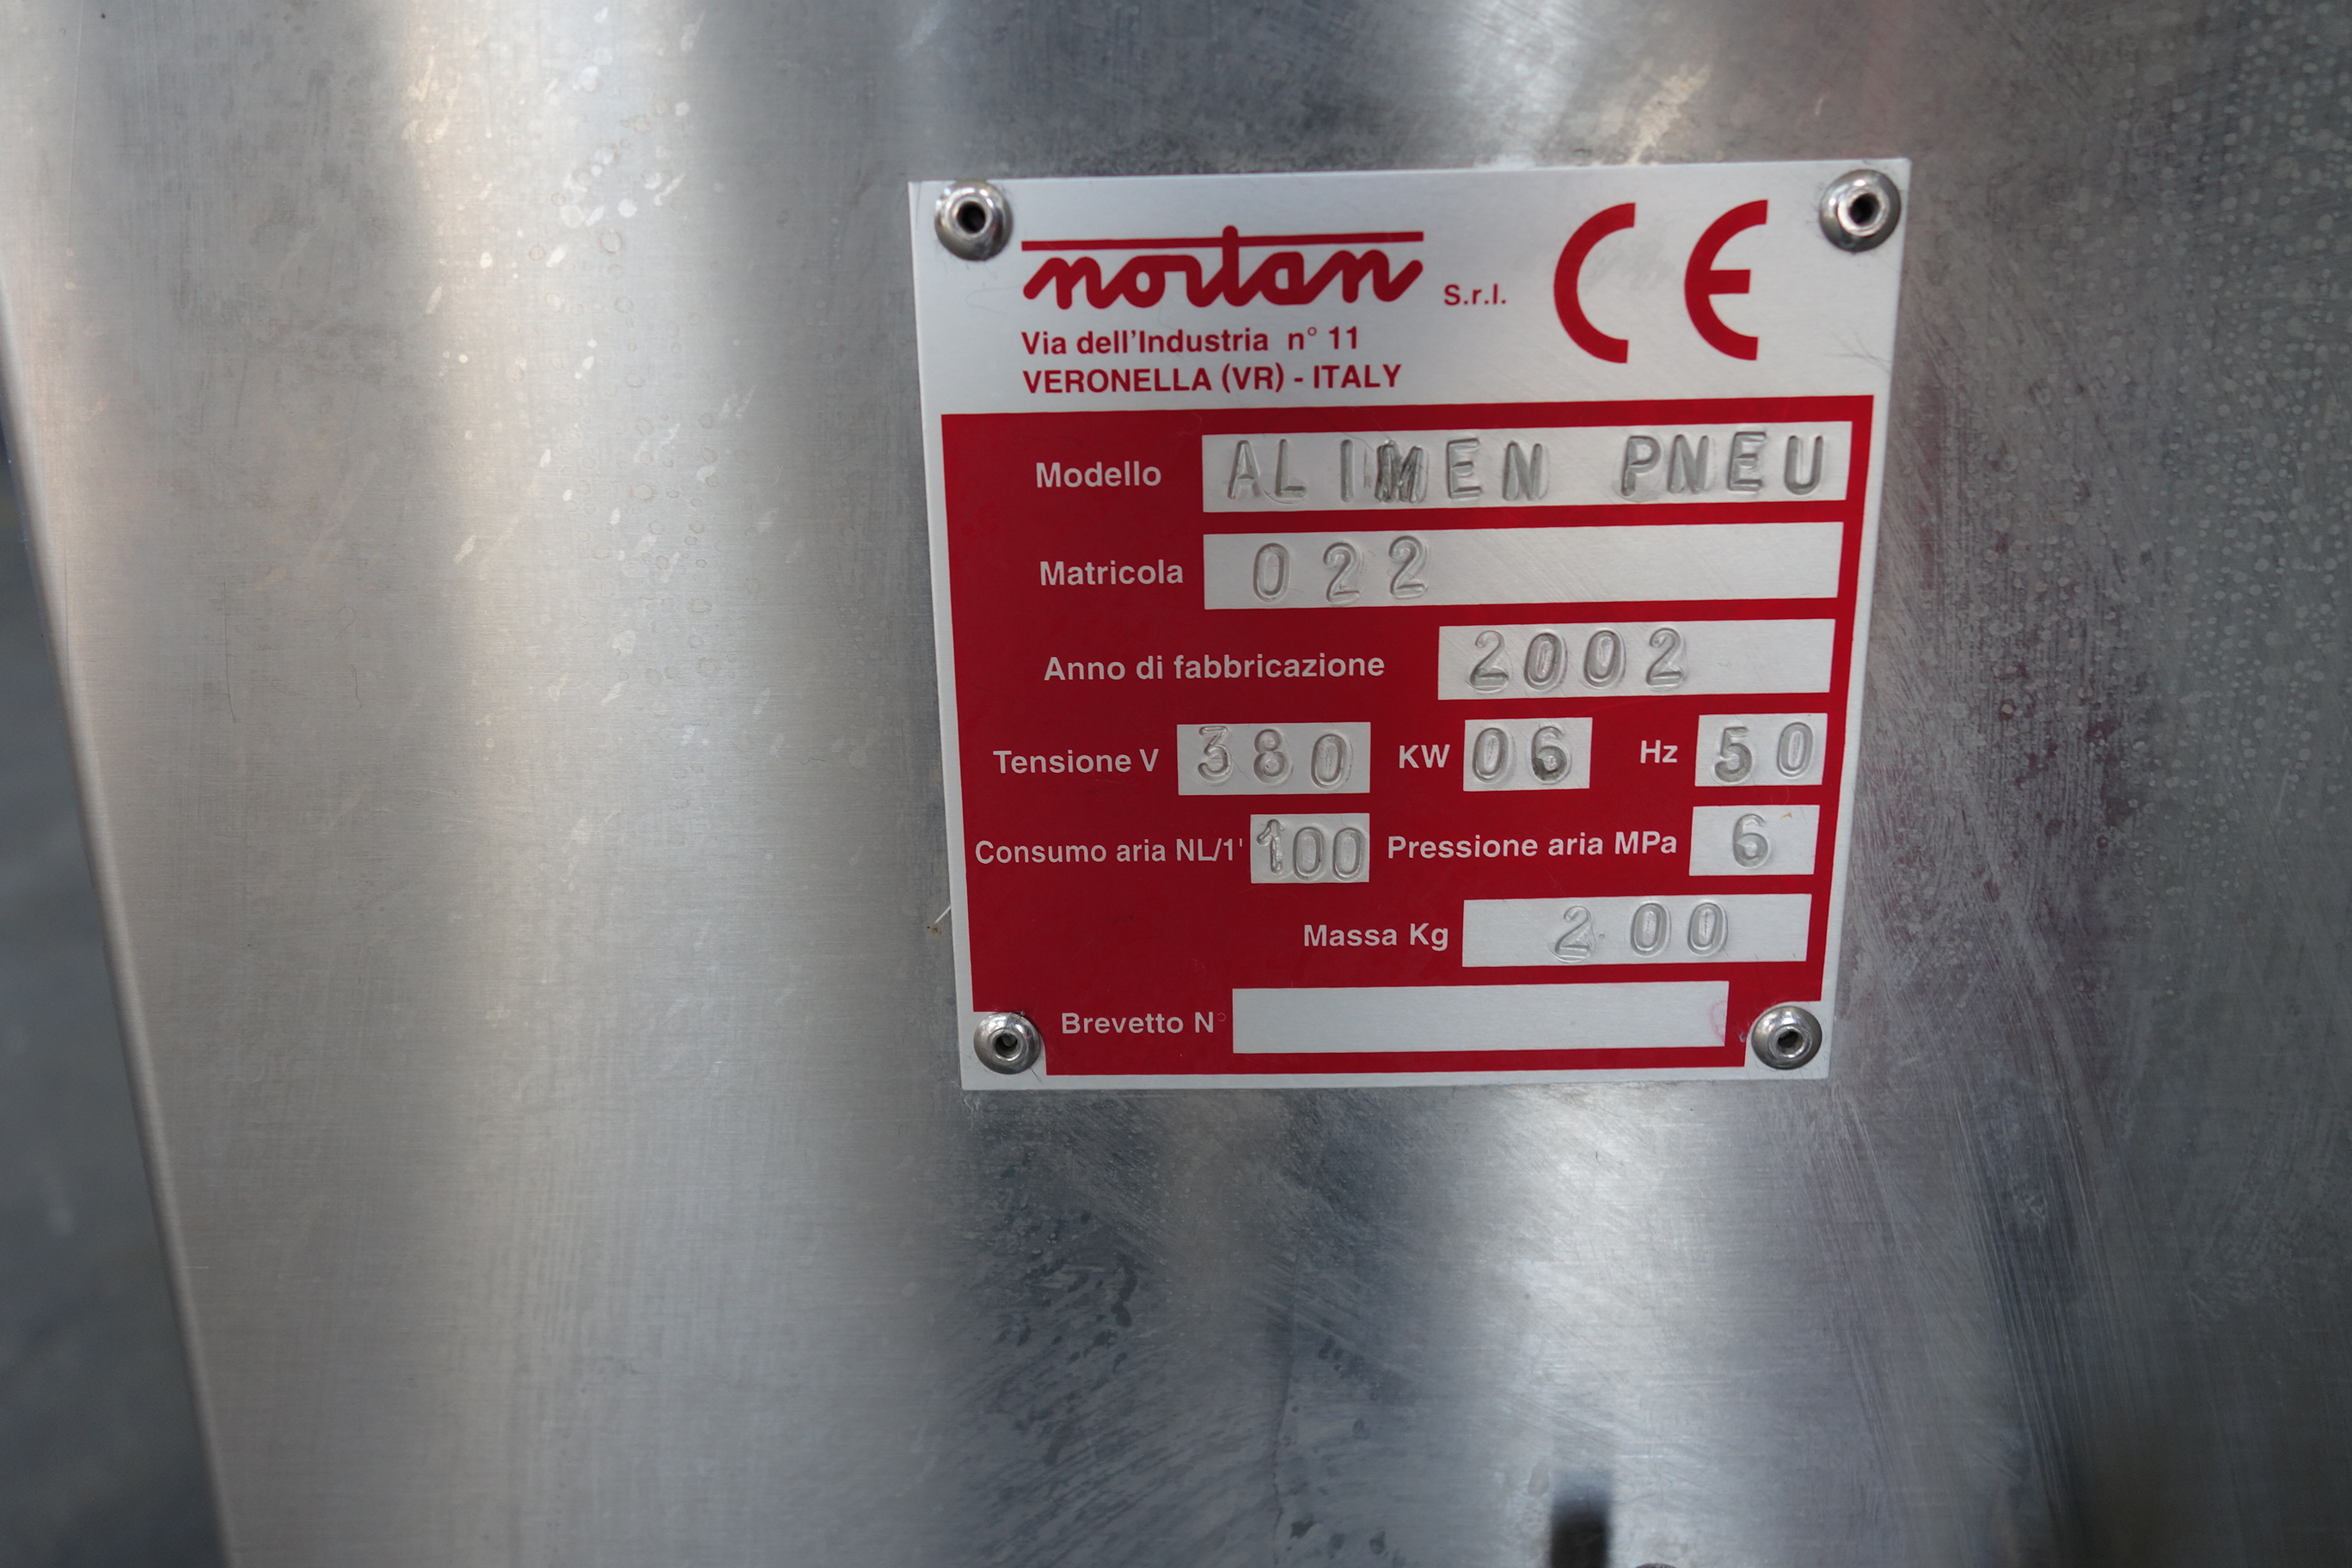 nortan S.r.l. CE
Via dell'Industria n° 11
VERONELLA (VR) - ITALY
Modello ALIMEN PNEU
Matricola 022
Anno di fabbricazione 2002
Tensione V 380 KW 06 Hz 50
Consumo aria NL/1' 100 Pressione aria MPa 6
Massa Kg 200
Brevetto N°